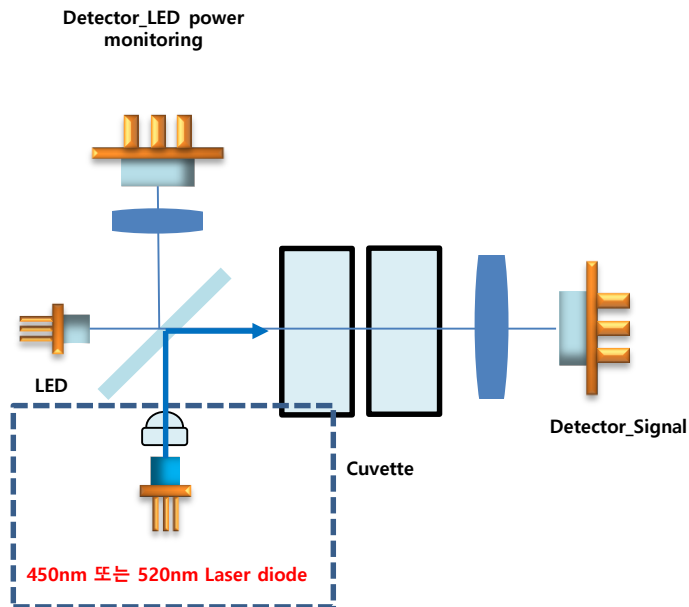 Detector_LED power
monitoring
LED
Detector_Signal
Cuvette
450nm 또는 520nm Laser diode